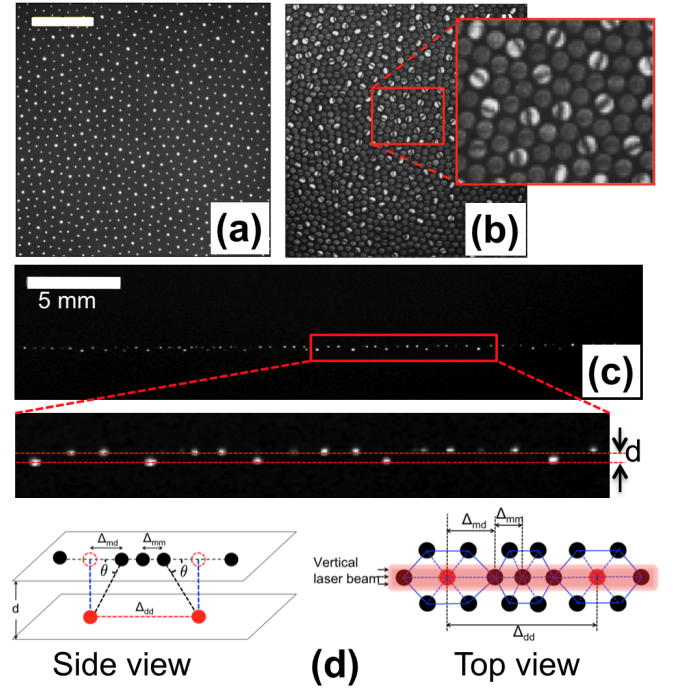 (a)
(b)
5 mm
(c)
d
Δmd
Δmm
θ
θ
d
Δdd
Side view
(d)
Vertical
laser beam
Δmd
Δmm
Δdd
Top view